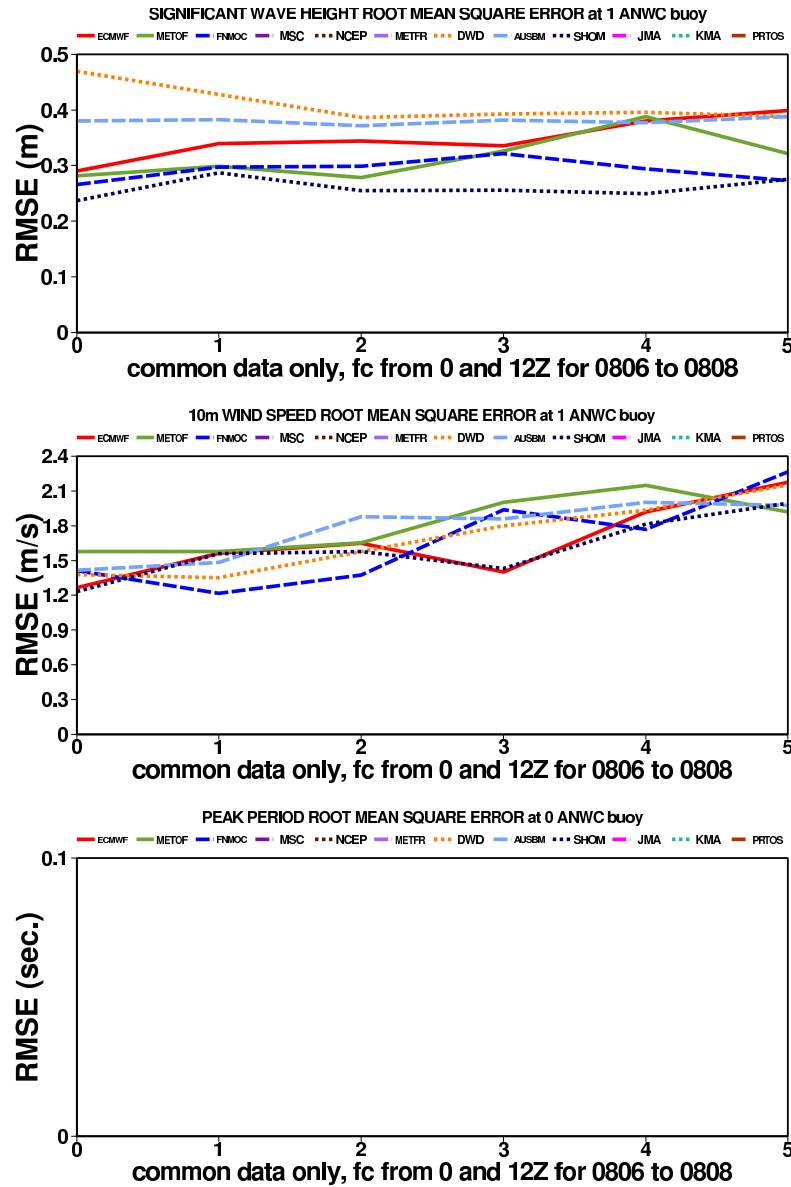 SIGNIFICANT WAVE HEIGHT ROOT MEAN SQUARE ERROR at 1 ANWC buoy
ECMWF METOF FNMOC MSC NCEP METFR DWD AUSBM SHOM JMA KMA PRTOS
0.5
0.4
0.3
0.2
0.1
0
RMSE (m)
0 1 2 3 4 5
common data only, fc from 0 and 12Z for 0806 to 0808
10m WIND SPEED ROOT MEAN SQUARE ERROR at 1 ANWC buoy
ECMWF METOF FNMOC MSC NCEP METFR DWD AUSBM SHOM JMA KMA PRTOS
2.4
2.1
1.8
1.5
1.2
0.9
0.6
0.3
0
RMSE (m/s)
0 1 2 3 4 5
common data only, fc from 0 and 12Z for 0806 to 0808
PEAK PERIOD ROOT MEAN SQUARE ERROR at 0 ANWC buoy
ECMWF METOF FNMOC MSC NCEP METFR DWD AUSBM SHOM JMA KMA PRTOS
0.1
0
RMSE (sec.)
0 1 2 3 4 5
common data only, fc from 0 and 12Z for 0806 to 0808